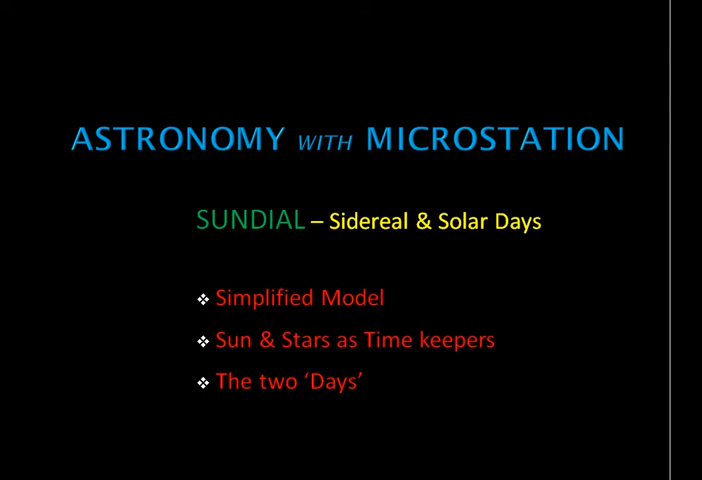 ASTRONOMY WITH MICROSTATION
SUNDIAL – Sidereal & Solar Days
❖ Simplified Model
❖ Sun & Stars as Time keepers
❖ The two ‘Days’